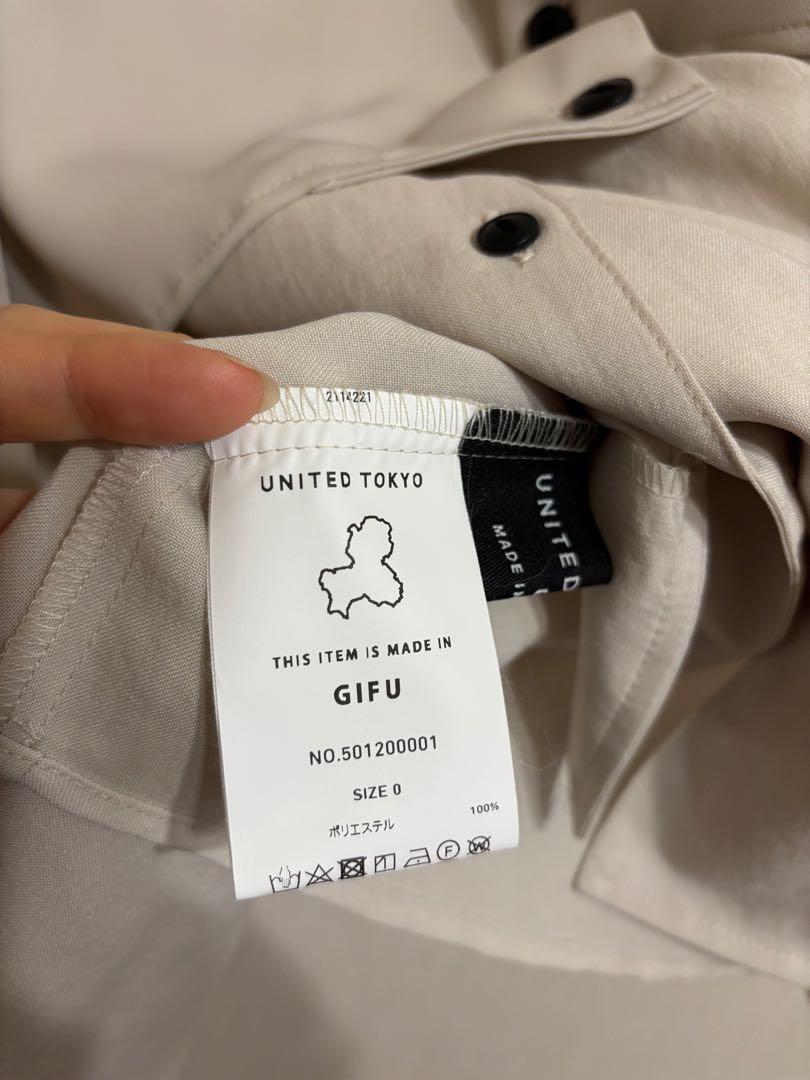 2114221
UNITED TOKYO
THIS ITEM IS MADE IN
GIFU
NO.501200001
SIZE 0
ポリエステル 100%
F W
UNITED
MADE IN